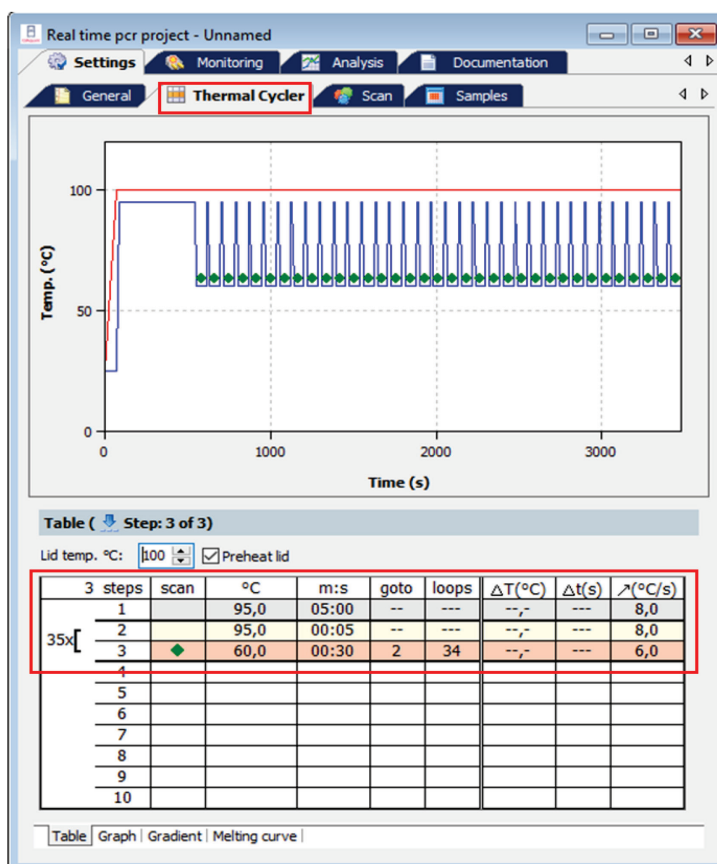 Real time pcr project - Unnamed
Settings Monitoring Analysis Documentation
General Thermal Cycler Scan Samples
100
50
0
Temp. (°C)
0 1000 2000 3000
Time (s)
Table ( Step: 3 of 3)
Lid temp. °C: 100 Preheat lid
3 steps scan °C m:s goto loops △T(°C) △t(s) ↗(°C/s)
1 95,0 05:00 -- --- --,- --- 8,0
35x[ 2 95,0 00:05 -- --- --,- --- 8,0
3 60,0 00:30 2 34 --,- --- 6,0
4
5
6
7
8
9
10
Table Graph Gradient Melting curve